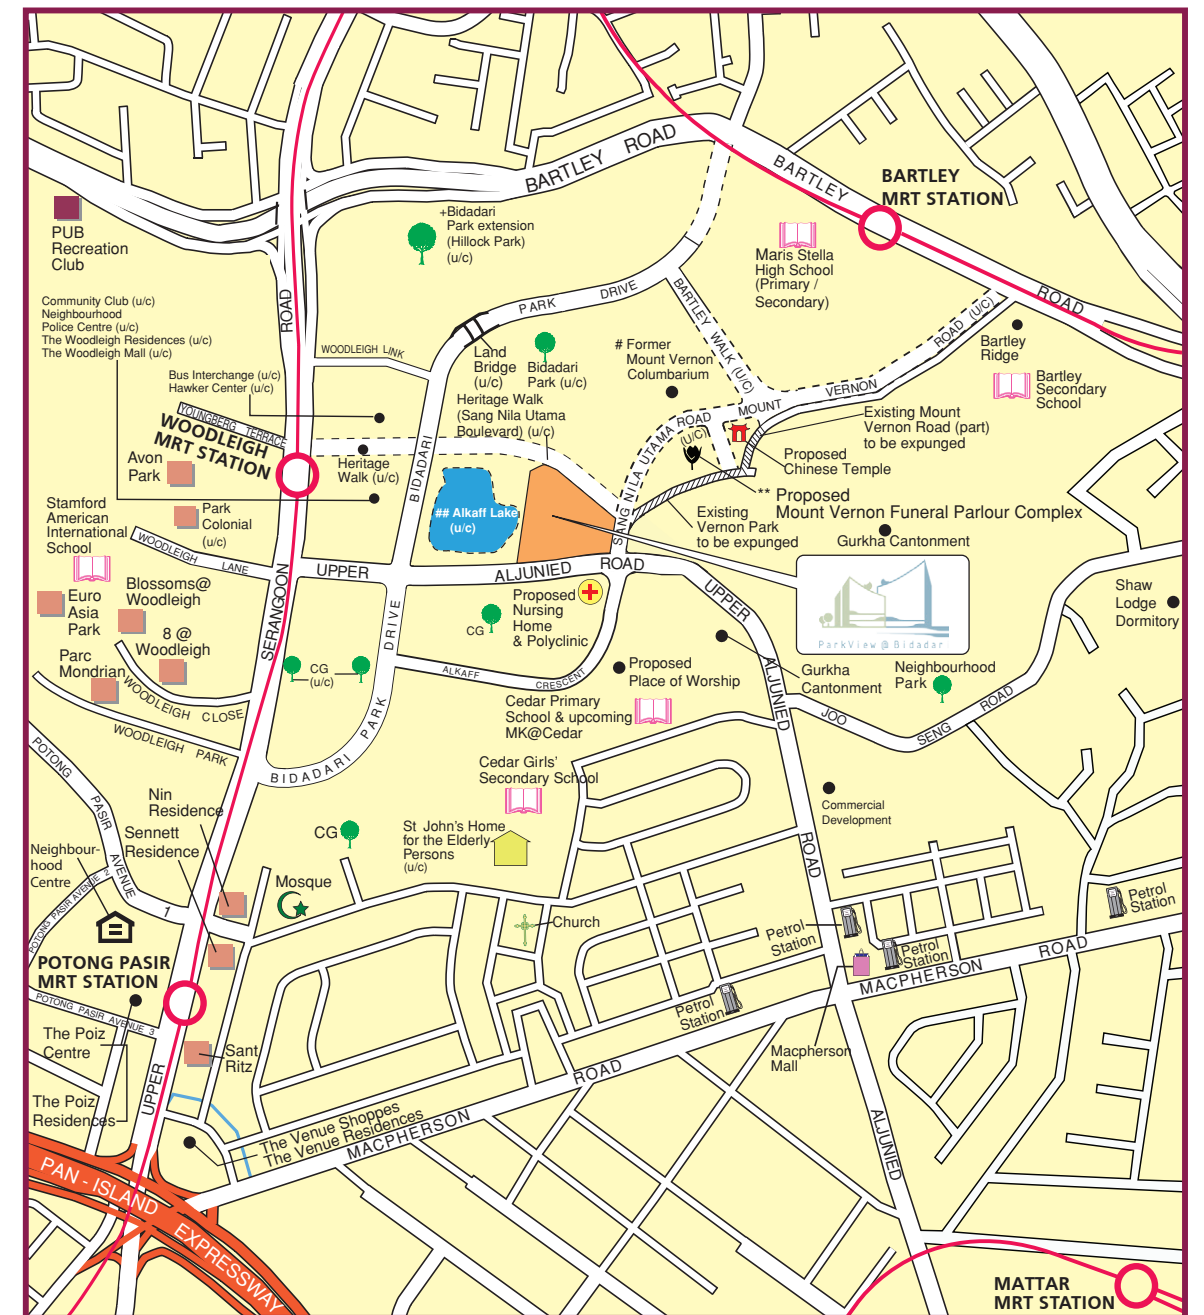 BARTLEY ROAD
BARTLEY
ROAD
BARTLEY
MRT STATION
PUB
Recreation
Club
+Bidadari
Park extension
(Hillock Park)
(u/c)
Maris Stella
High School
(Primary /
Secondary)
Community Club (u/c)
Neighbourhood
Police Centre (u/c)
The Woodleigh Residences (u/c)
The Woodleigh Mall (u/c)
ROAD
PARK DRIVE
BARTLEY WALK (U/C)
ROAD (U/C)
WOODLEIGH LINK
Land
Bridge
(u/c)
Bidadari
Park (u/c)
# Former
Mount Vernon
Columbarium
Bartley
Ridge
Bartley
Secondary
School
Bus Interchange (u/c)
Hawker Center (u/c)
Heritage Walk
(Sang Nila Utama
Boulevard) (u/c)
YOUNGBERG TERRACE
WOODLEIGH
MRT STATION
MOUNT VERNON
Existing Mount
Vernon Road (part)
to be expunged
SANG NILA UTAMA ROAD
(U/C)
Proposed
Chinese Temple
Avon
Park
Heritage
Walk (u/c)
BIDADARI
** Proposed
Mount Vernon Funeral Parlour Complex
Existing
Vernon Park
to be expunged
Gurkha Cantonment
Stamford
American
International
School
Park
Colonial
(u/c)
## Alkaff Lake
(u/c)
WOODLEIGH LANE
UPPER
ALJUNIED ROAD
UPPER
ALJUNIED
ROAD
Euro
Asia
Park
Blossoms@
Woodleigh
8 @
Woodleigh
Parc
Mondrian
SERANGOON
DRIVE
CG
Proposed
Nursing
Home
& Polyclinic
ParkView @ Bidadari
Shaw
Lodge
Dormitory
CG
(u/c)
ALKAFF CRESCENT
Proposed
Place of Worship
Gurkha
Cantonment
Neighbourhood
Park
WOODLEIGH CLOSE
WOODLEIGH PARK
BIDADARI PARK
Cedar Primary
School & upcoming
MK@Cedar
JOO SENG ROAD
POTONG PASIR AVENUE 1
Cedar Girls'
Secondary School
Nin
Residence
Sennett
Residence
CG
St John's Home
for the Elderly
Persons
(u/c)
Commercial
Development
Neighbour-
hood
Centre
POTONG PASIR AVENUE 2
Mosque
Church
Petrol
Station
Petrol
Station
Petrol
Station
Petrol
Station
POTONG PASIR
MRT STATION
POTONG PASIR AVENUE 3
MACPHERSON ROAD
The Poiz
Centre
Sant
Ritz
Macpherson
Mall
The Poiz
Residences
UPPER
The Venue Shoppes
The Venue Residences
MACPHERSON ROAD
ALJUNIED
PAN - ISLAND EXPRESSWAY
MATTAR
MRT STATION